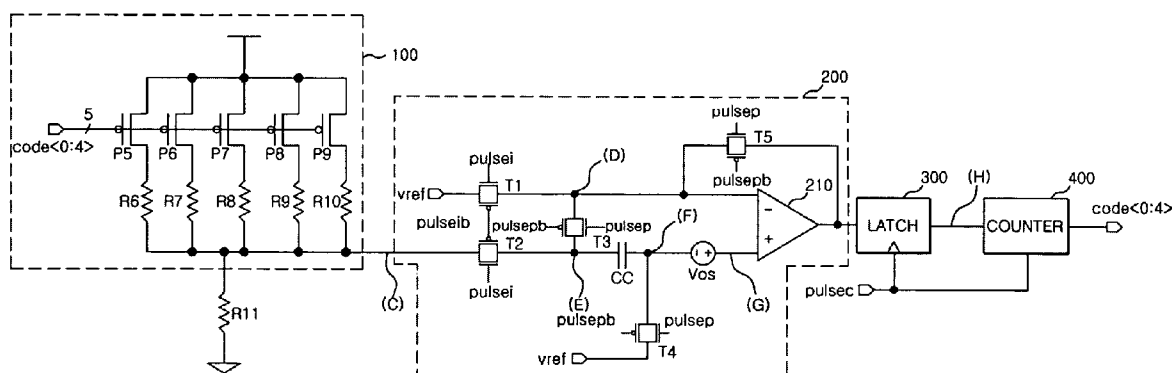 100
5
code<0:4>
P5
P6
P7
P8
P9
R6
R7
R8
R9
R10
R11
(C)
200
pulsep
T5
pulsepb
pulsei
vref
T1
(D)
pulseib
pulsepb
pulsep
T3
(F)
T2
pulsei
(E)
CC
Vos
(G)
−
+
210
pulsepb
pulsep
T4
vref
300
LATCH
(H)
400
COUNTER
code<0:4>
pulsec